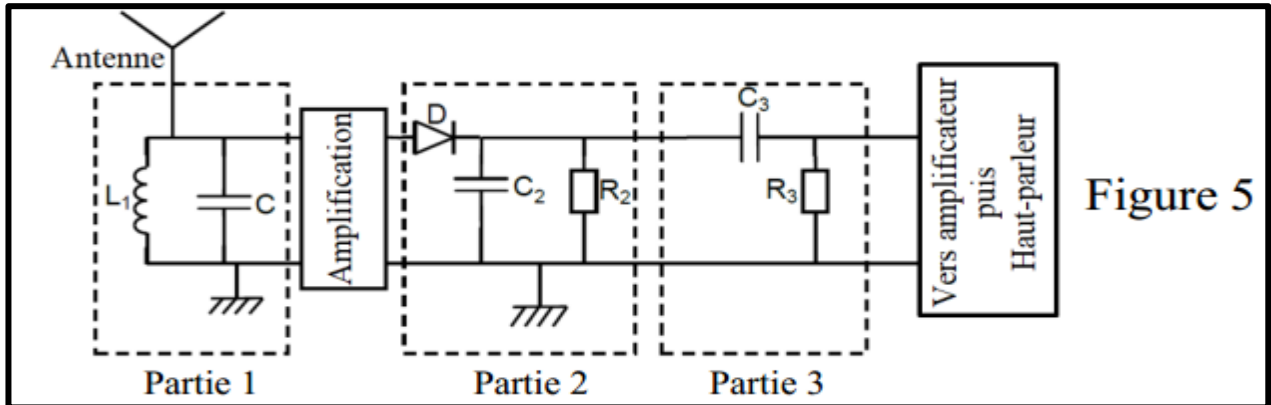 Antenne
L₁
C
Amplification
D
C₂
R₂
C₃
R₃
Vers amplificateur
puis
Haut-parleur
Figure 5
Partie 1
Partie 2
Partie 3